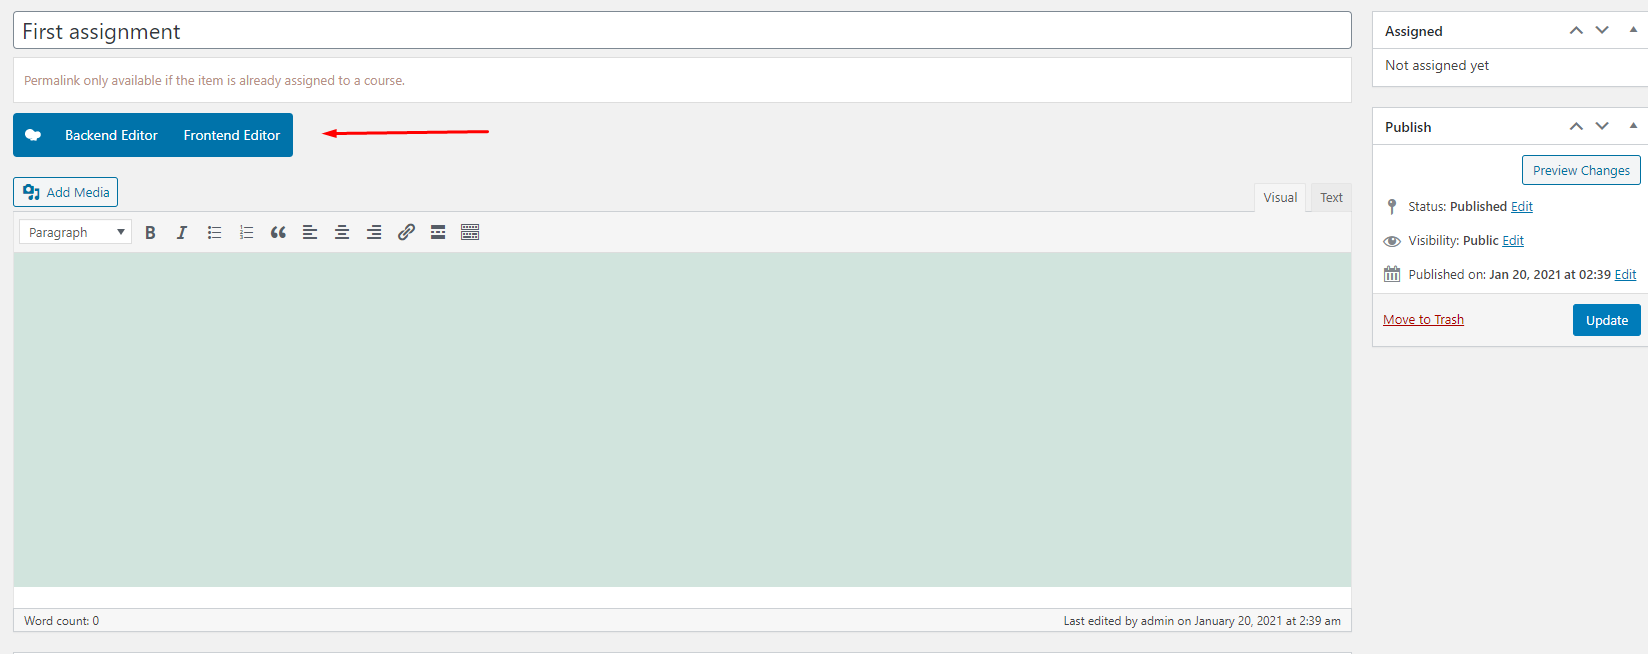 First assignment
Permalink only available if the item is already assigned to a course.
Backend Editor Frontend Editor
Add Media
Visual Text
Paragraph
Word count: 0
Last edited by admin on January 20, 2021 at 2:39 am
Assigned
Not assigned yet
Publish
Preview Changes
Status: Published Edit
Visibility: Public Edit
Published on: Jan 20, 2021 at 02:39 Edit
Move to Trash
Update